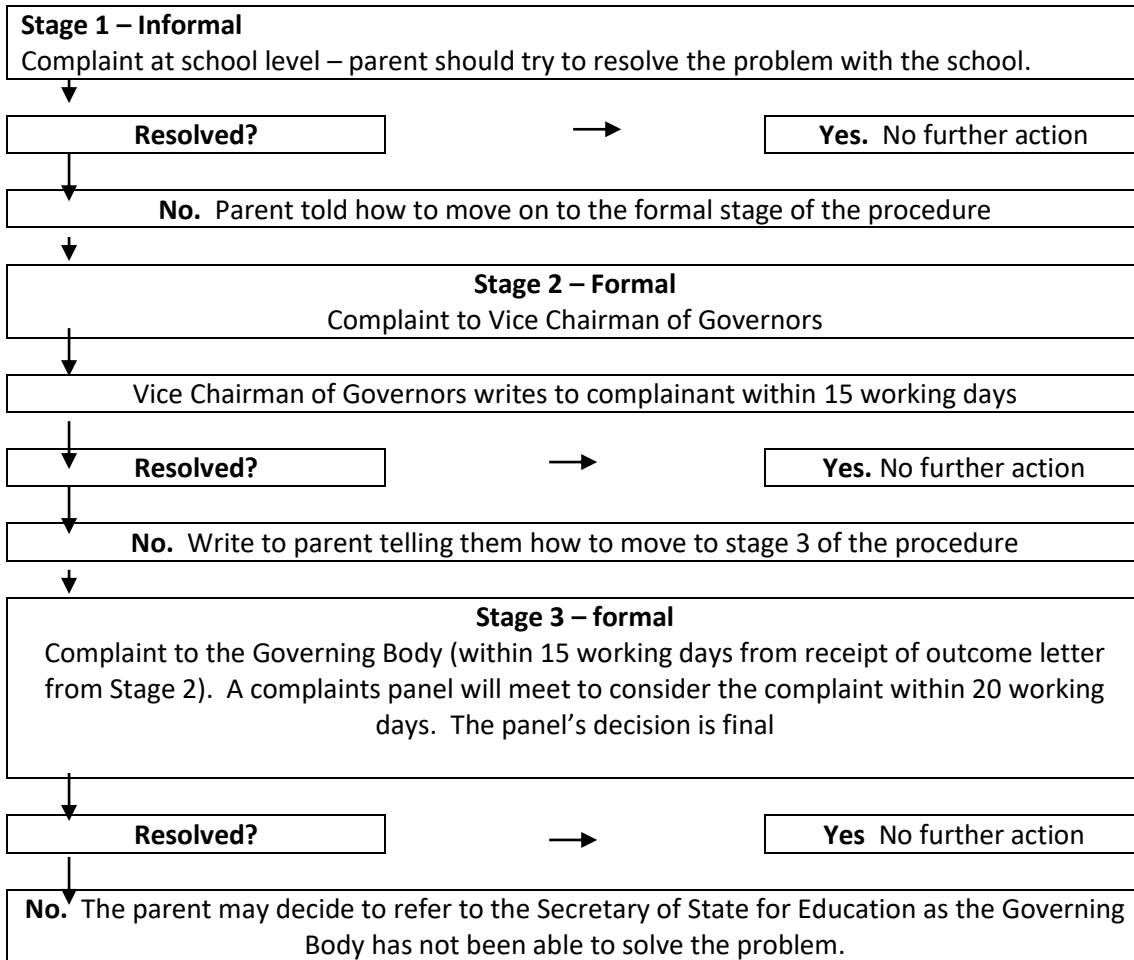 Stage 1 – Informal
Complaint at school level – parent should try to resolve the problem with the school.
Resolved?
Yes. No further action
No. Parent told how to move on to the formal stage of the procedure
Stage 2 – Formal
Complaint to Vice Chairman of Governors
Vice Chairman of Governors writes to complainant within 15 working days
Resolved?
Yes. No further action
No. Write to parent telling them how to move to stage 3 of the procedure
Stage 3 – formal
Complaint to the Governing Body (within 15 working days from receipt of outcome letter
from Stage 2). A complaints panel will meet to consider the complaint within 20 working
days. The panel’s decision is final
Resolved?
Yes No further action
No. The parent may decide to refer to the Secretary of State for Education as the Governing
Body has not been able to solve the problem.